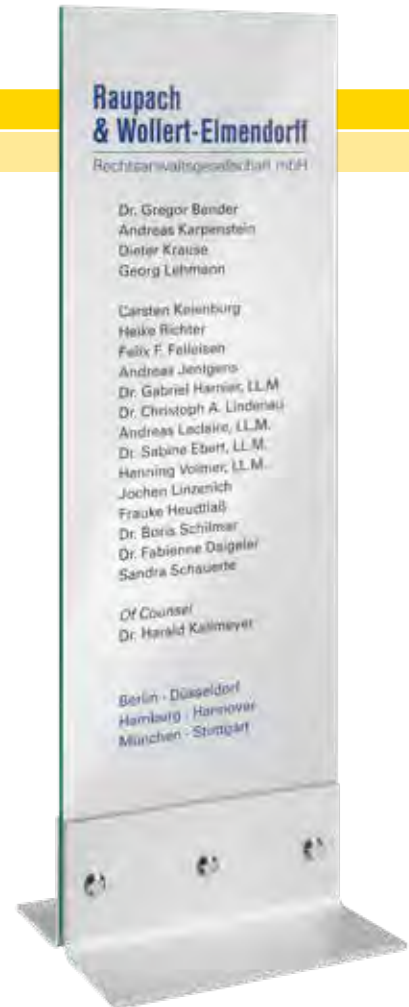 Raupach
& Wollert-Elmendorff
Rechtsanwaltsgesellschaft mbH
Dr. Gregor Bender
Andreas Karpenstein
Dieter Krause
Georg Lehmann
Carsten Keienburg
Heike Richter
Felix F. Felleisen
Andreas Jentgens
Dr. Gabriel Harnier, LL.M
Dr. Christoph A. Lindenau
Andreas Leclaire, LL.M.
Dr. Sabine Ebert, LL.M.
Henning Volmer, LL.M.
Jochen Linzenich
Frauke Heudtlaß
Dr. Boris Schilmar
Dr. Fabienne Daigeler
Sandra Schauerte
Of Counsel
Dr. Harald Kallmeyer
Berlin · Düsseldorf
Hamburg · Hannover
München · Stuttgart